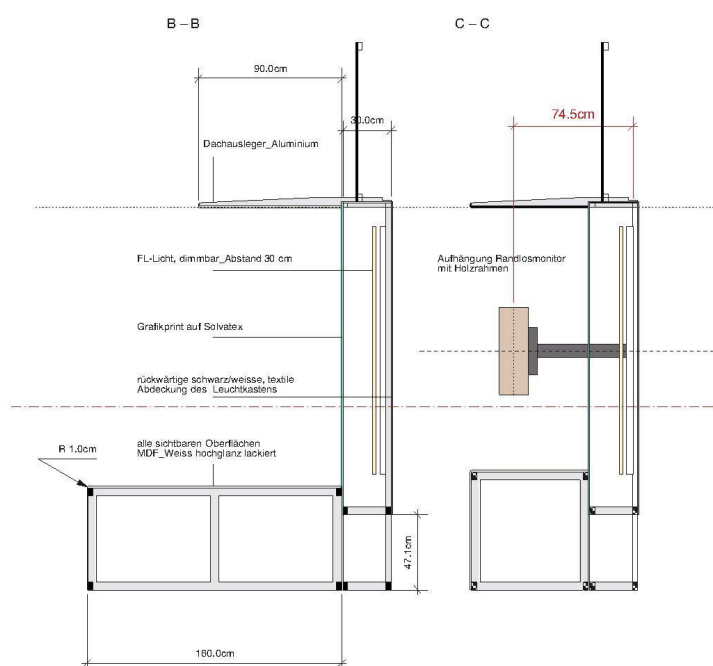 B – B
C – C
90.0cm
74.5cm
30.0cm
Dachausleger_Aluminium
FL-Licht, dimmbar_Abstand 30 cm
Aufhängung Randlosmonitor
mit Holzrahmen
Grafikprint auf Solvatex
rückwärtige schwarz/weisse, textile
Abdeckung des Leuchtkastens
alle sichtbaren Oberflächen
MDF_Weiss hochglanz lackiert
R 1.0cm
47.1cm
160.0cm